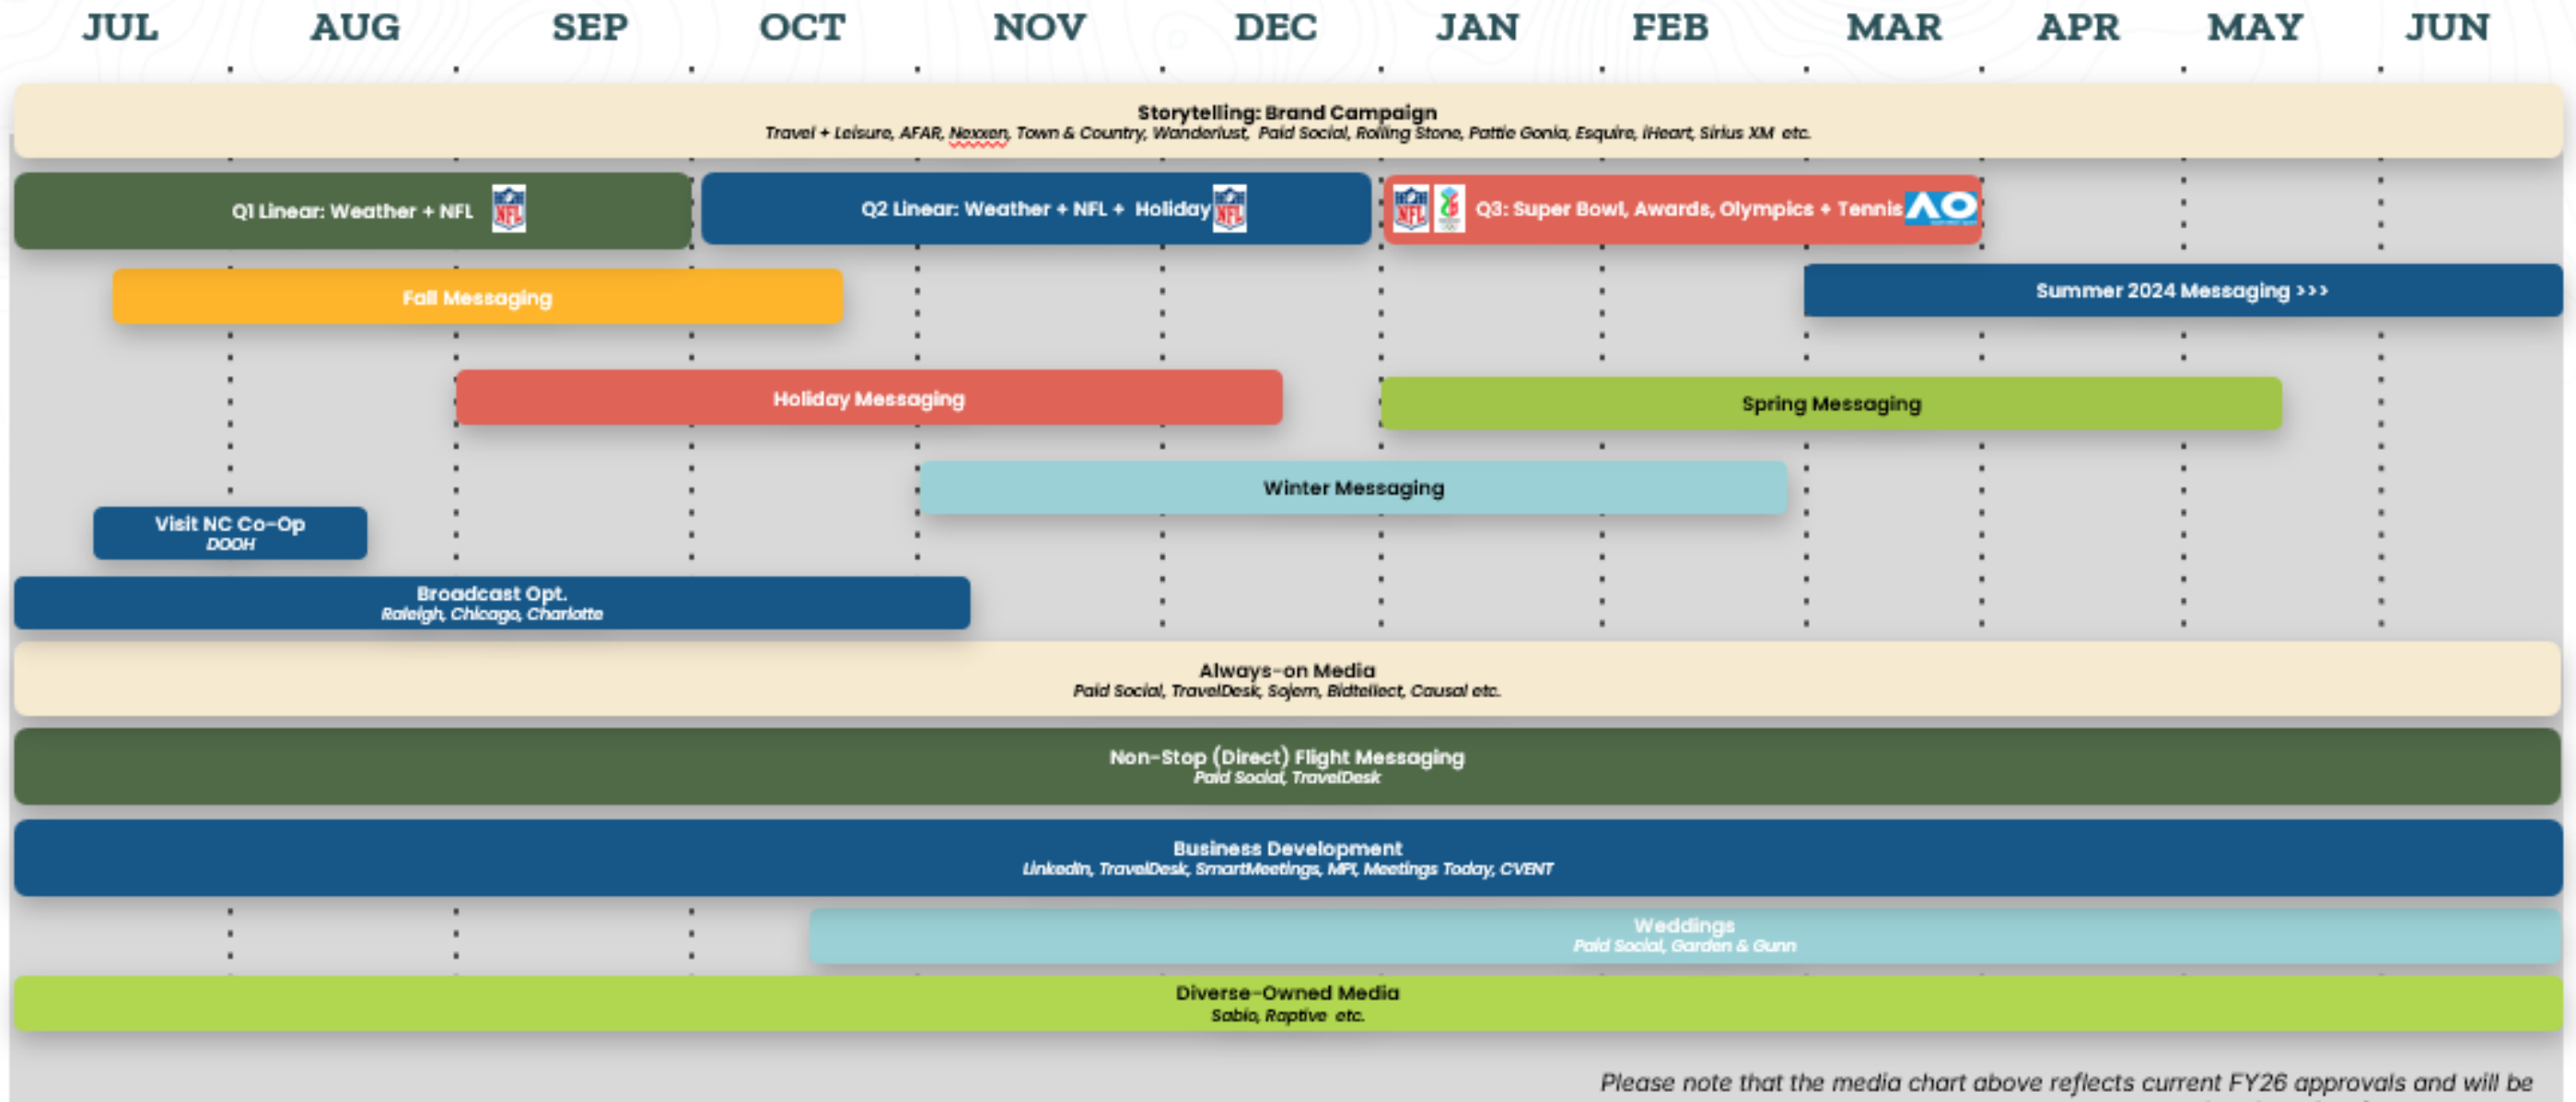 JUL AUG SEP OCT NOV DEC JAN FEB MAR APR MAY JUN
Storytelling: Brand Campaign
Travel + Leisure, AFAR, Nexxen, Town & Country, Wanderlust, Paid Social, Rolling Stone, Pattie Gonia, Esquire, iHeart, Sirius XM etc.
Q1 Linear: Weather + NFL NFL
Q2 Linear: Weather + NFL + Holiday NFL
NFL Q3: Super Bowl, Awards, Olympics + Tennis AO
Fall Messaging
Summer 2024 Messaging >>>
Holiday Messaging
Spring Messaging
Winter Messaging
Visit NC Co-Op
DOOH
Broadcast Opt.
Raleigh, Chicago, Charlotte
Always-on Media
Paid Social, TravelDesk, Sojern, Bidtellect, Causal etc.
Non-Stop (Direct) Flight Messaging
Paid Social, TravelDesk
Business Development
LinkedIn, TravelDesk, SmartMeetings, MPI, Meetings Today, CVENT
Weddings
Paid Social, Garden & Gunn
Diverse-Owned Media
Sabio, Raptive etc.
Please note that the media chart above reflects current FY26 approvals and will be